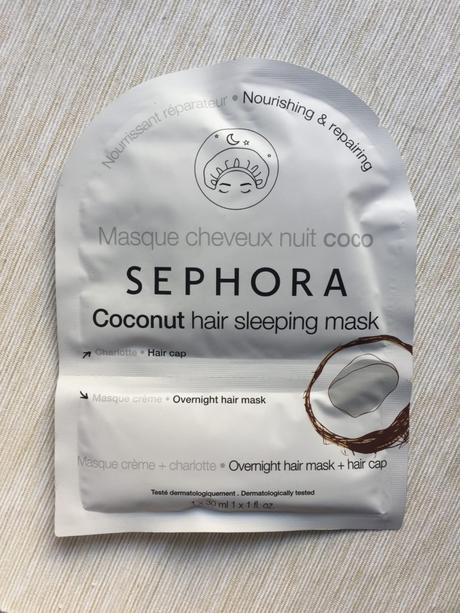 Nourrissant réparateur • Nourishing & repairing
Masque cheveux nuit coco
SEPHORA
Coconut hair sleeping mask
Charlotte • Hair cap
Masque crème • Overnight hair mask
Masque crème + charlotte • Overnight hair mask + hair cap
Testé dermatologiquement . Dermatologically tested
1 x 30 ml 1 x 1 fl. oz.